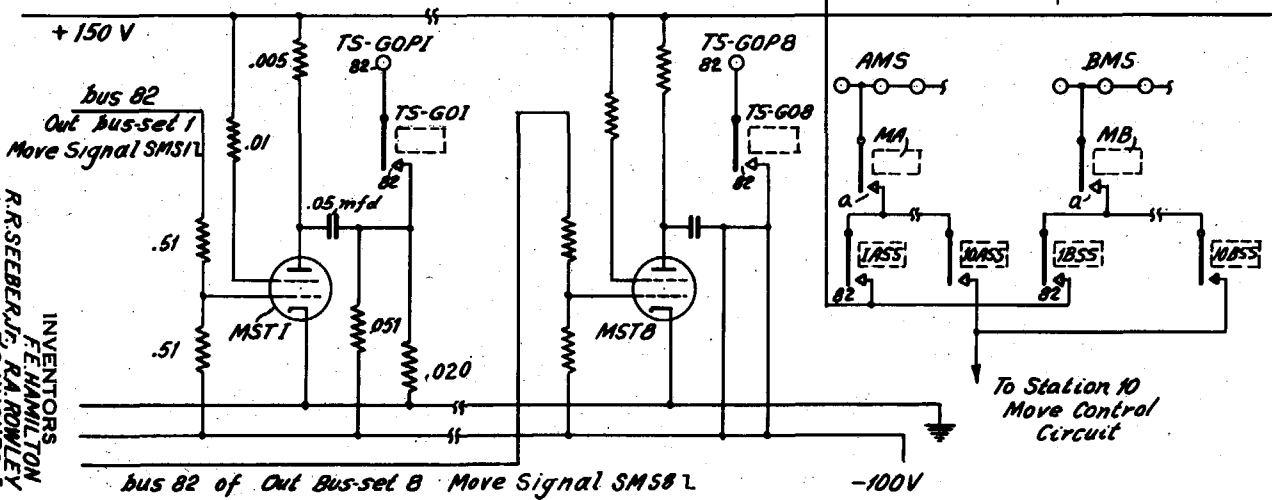 +150 V
bus 82
Out bus-set 1
Move Signal SMS1
.51
.51
.01
.005
TS-GOP1
82
TS-GO1
82
.05 mfd
MST1
.051
.020
TS-GOP8
82
TS-GO8
82
MST8
AMS
BMS
MA
MB
a
a
1ASS
10ASS
1BSS
10BSS
82
82
To Station 10
Move Control
Circuit
-100V
bus 82 of Out Bus-set 8 Move Signal SMS8
INVENTORS
F.E. HAMILTON
R.R. SEEBER, Jr. R.A. ROWLEY